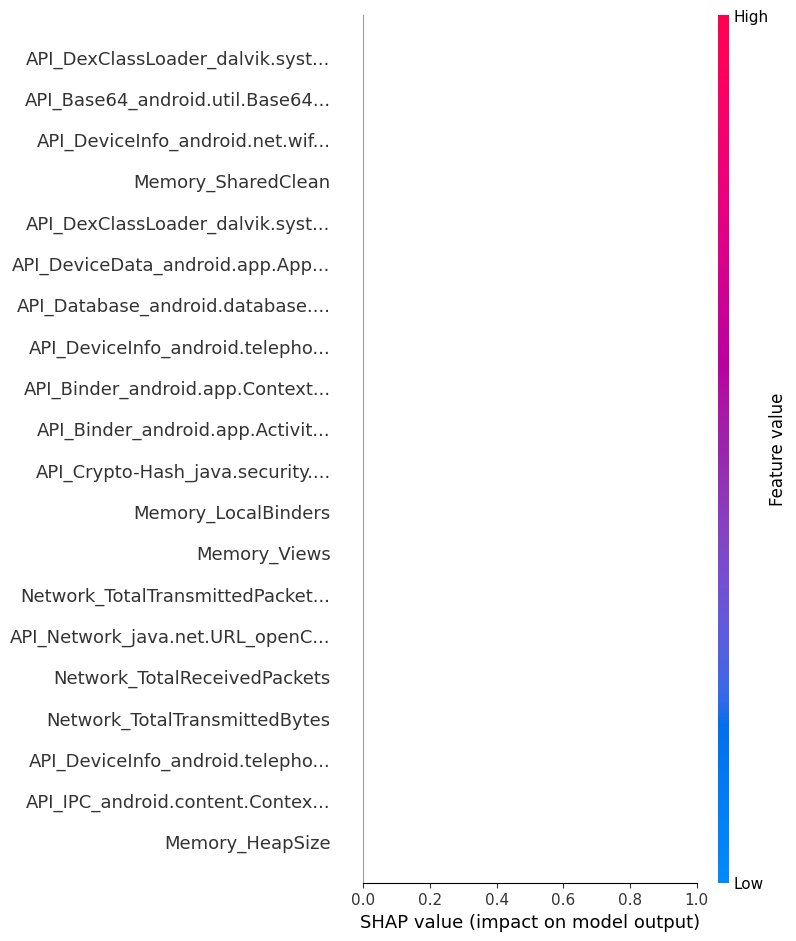 High
API_DexClassLoader_dalvik.syst...
API_Base64_android.util.Base64...
API_DeviceInfo_android.net.wif...
Memory_SharedClean
API_DexClassLoader_dalvik.syst...
API_DeviceData_android.app.App...
API_Database_android.database....
API_DeviceInfo_android.telepho...
API_Binder_android.app.Context...
API_Binder_android.app.Activit...
API_Crypto-Hash_java.security....
Memory_LocalBinders
Memory_Views
Network_TotalTransmittedPacket...
API_Network_java.net.URL_openC...
Network_TotalReceivedPackets
Network_TotalTransmittedBytes
API_DeviceInfo_android.telepho...
API_IPC_android.content.Contex...
Memory_HeapSize
Feature value
Low
0.0 0.2 0.4 0.6 0.8 1.0
SHAP value (impact on model output)